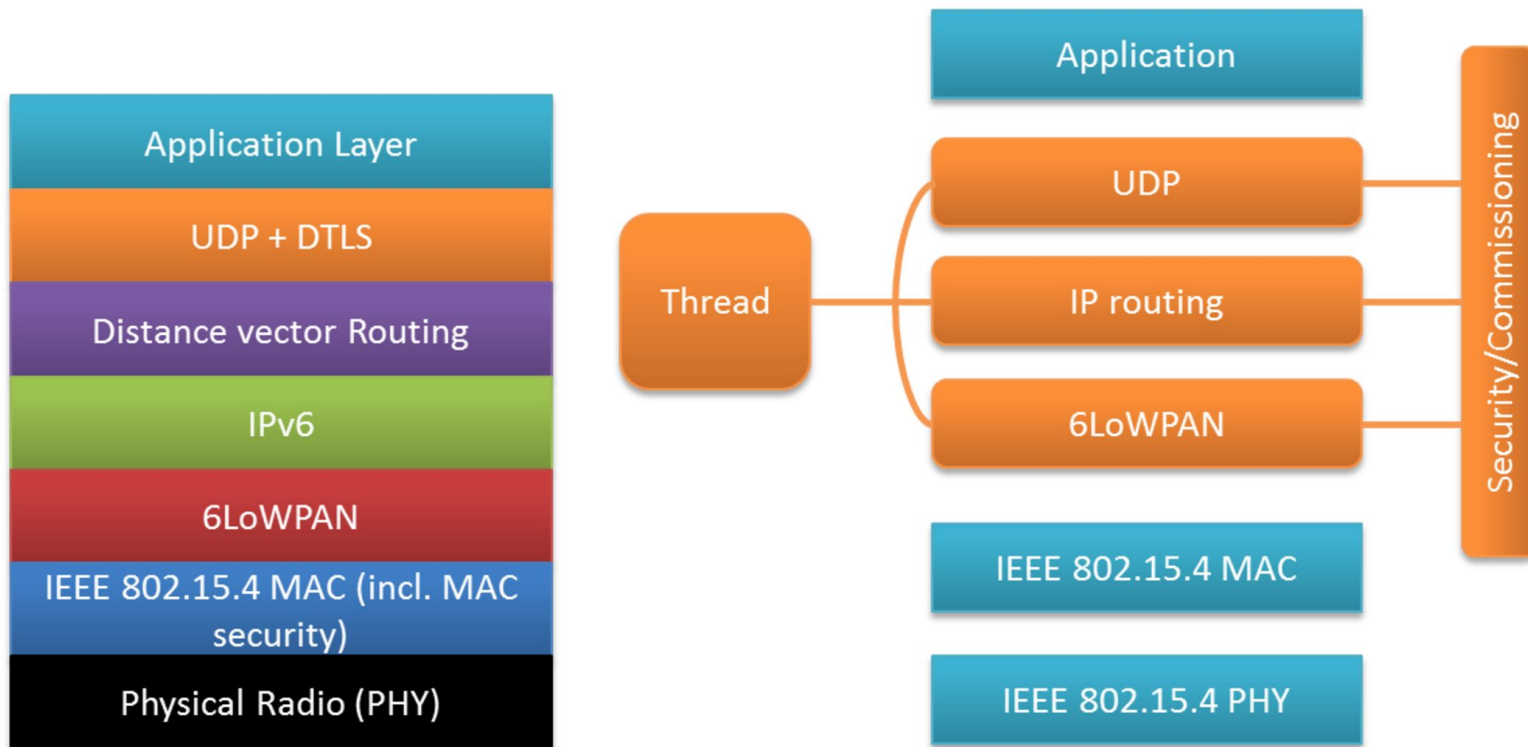 Application Layer
UDP + DTLS
Distance vector Routing
IPv6
6LoWPAN
IEEE 802.15.4 MAC (incl. MAC
security)
Physical Radio (PHY)
Thread
Application
UDP
IP routing
6LoWPAN
IEEE 802.15.4 MAC
IEEE 802.15.4 PHY
Security/Commissioning